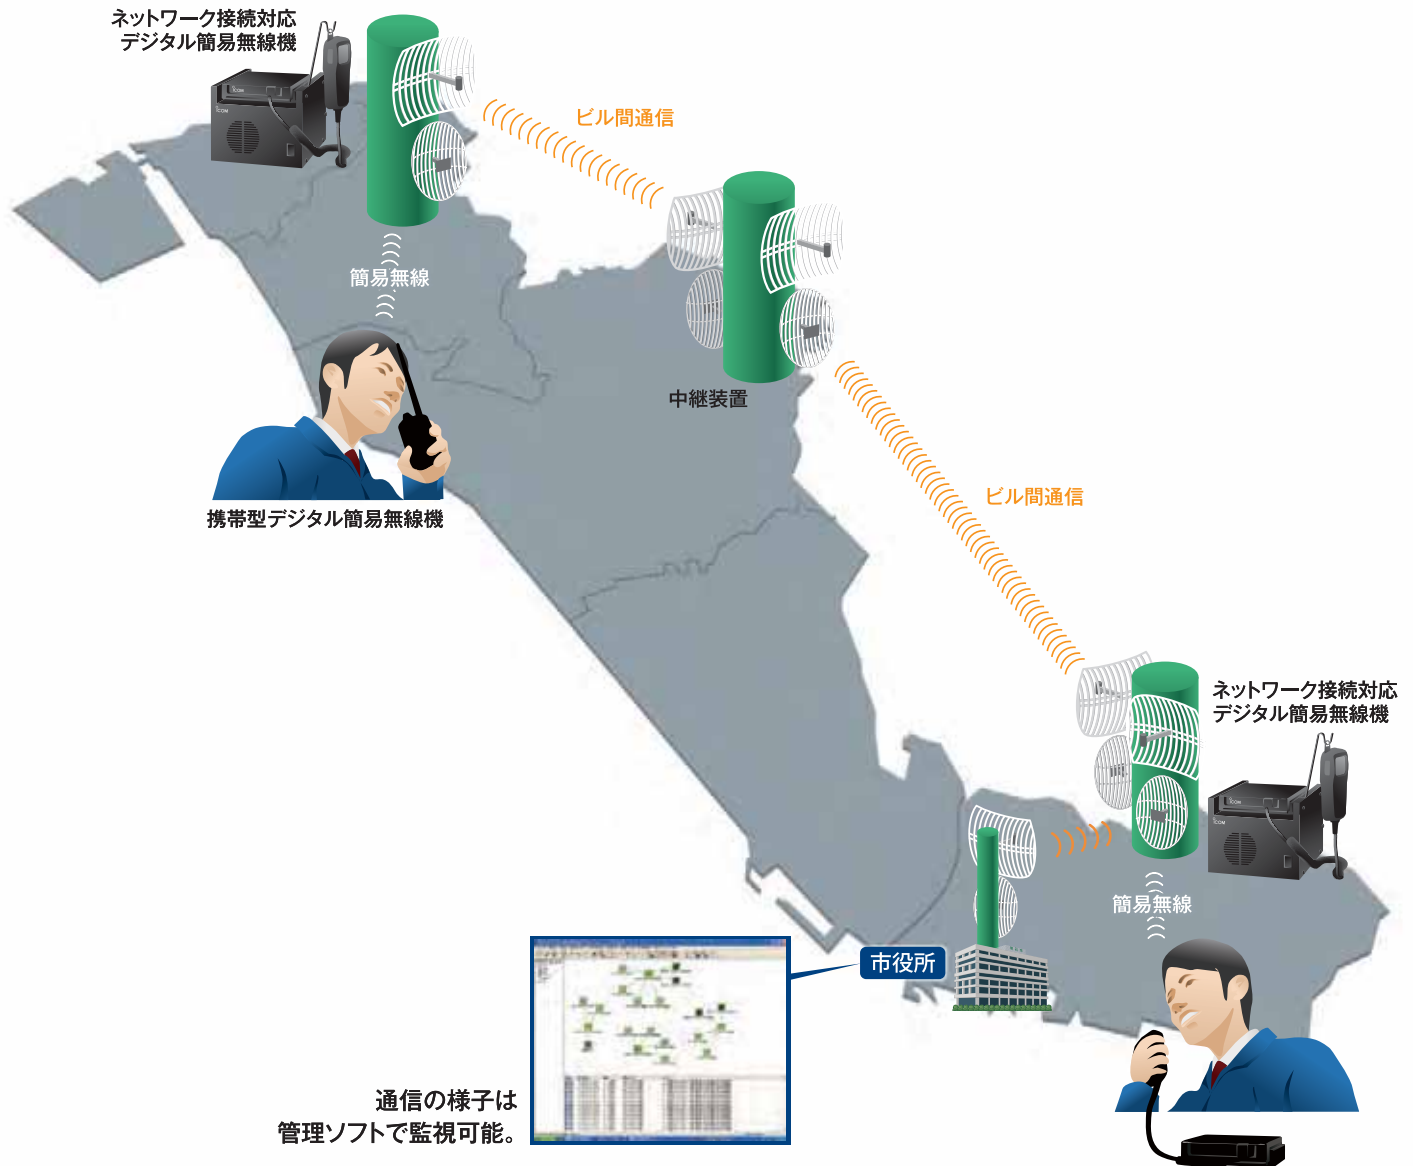 ネットワーク接続対応
デジタル簡易無線機
ICOM
ICOM
ビル間通信
簡易無線
中継装置
携帯型デジタル簡易無線機
ビル間通信
ネットワーク接続対応
デジタル簡易無線機
ICOM
ICOM
簡易無線
市役所
通信の様子は
管理ソフトで監視可能。